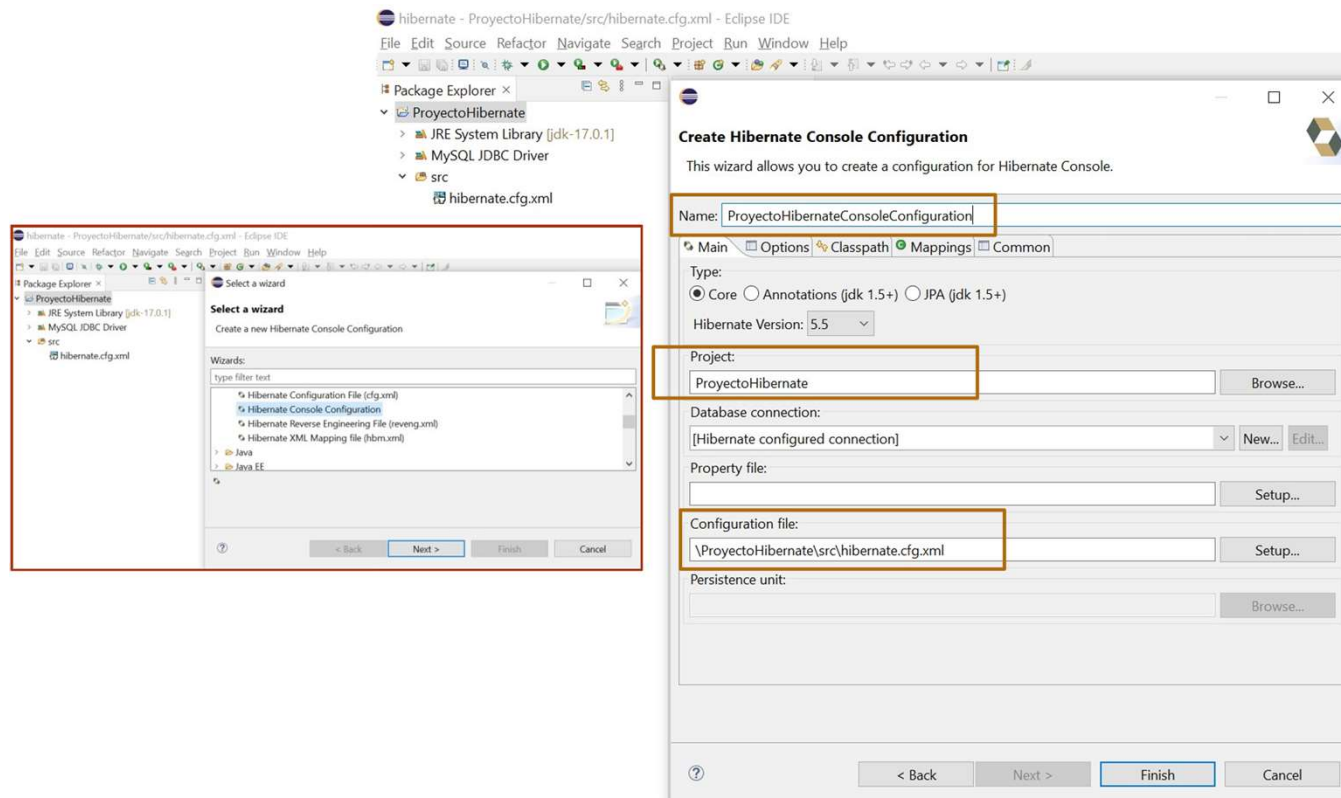 hibernate - ProyectoHibernate/src/hibernate.cfg.xml - Eclipse IDE
File Edit Source Refactor Navigate Search Project Run Window Help
Package Explorer ×
ProyectoHibernate
JRE System Library [jdk-17.0.1]
MySQL JDBC Driver
src
hibernate.cfg.xml
hibernate - ProyectoHibernate/src/hibernate.cfg.xml - Eclipse IDE
File Edit Source Refactor Navigate Search Project Run Window Help
Package Explorer ×
ProyectoHibernate
JRE System Library [jdk-17.0.1]
MySQL JDBC Driver
src
hibernate.cfg.xml
Select a wizard
Select a wizard
Create a new Hibernate Console Configuration
Wizards:
type filter text
Hibernate Configuration File (cfg.xml)
Hibernate Console Configuration
Hibernate Reverse Engineering File (reveng.xml)
Hibernate XML Mapping file (hbm.xml)
Java
Java EE
< Back Next > Finish Cancel
Create Hibernate Console Configuration
This wizard allows you to create a configuration for Hibernate Console.
Name: ProyectoHibernateConsoleConfiguration
Main Options Classpath Mappings Common
Type:
Core Annotations (jdk 1.5+) JPA (jdk 1.5+)
Hibernate Version: 5.5
Project:
ProyectoHibernate Browse...
Database connection:
[Hibernate configured connection] New... Edit...
Property file:
Setup...
Configuration file:
\ProyectoHibernate\src\hibernate.cfg.xml Setup...
Persistence unit:
Browse...
< Back Next > Finish Cancel